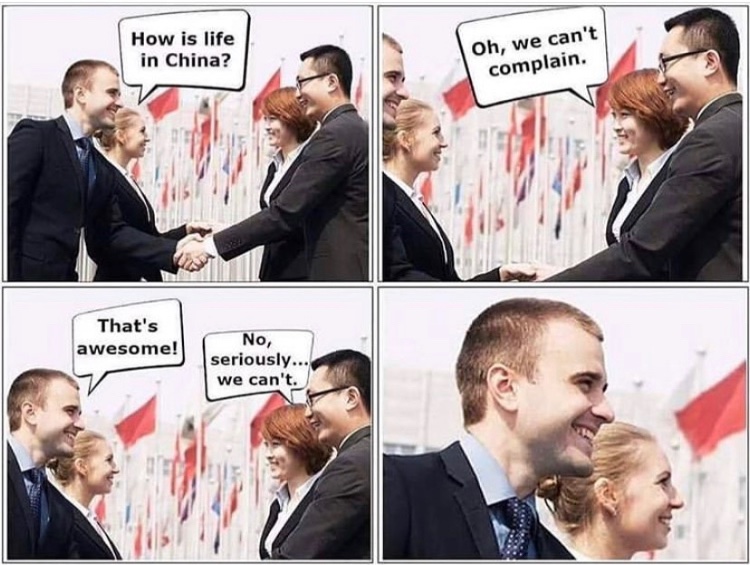 How is life
in China?
Oh, we can't
complain.
That's
awesome!
No,
seriously...
we can't.